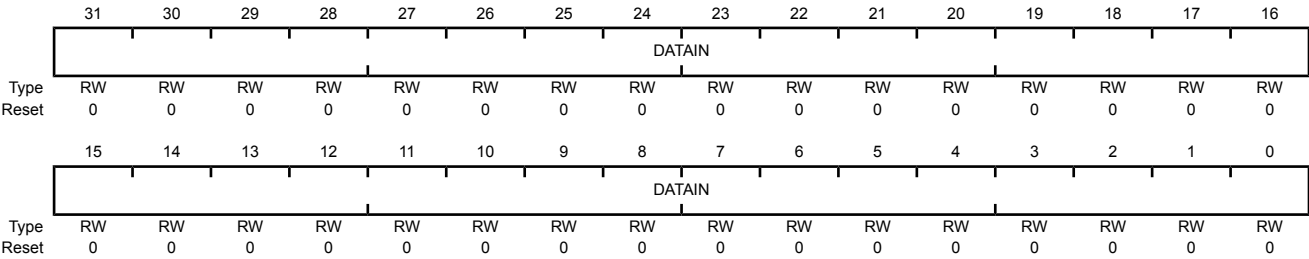 31 30 29 28 27 26 25 24 23 22 21 20 19 18 17 16
DATAIN
Type RW RW RW RW RW RW RW RW RW RW RW RW RW RW RW RW
Reset 0 0 0 0 0 0 0 0 0 0 0 0 0 0 0 0
15 14 13 12 11 10 9 8 7 6 5 4 3 2 1 0
DATAIN
Type RW RW RW RW RW RW RW RW RW RW RW RW RW RW RW RW
Reset 0 0 0 0 0 0 0 0 0 0 0 0 0 0 0 0